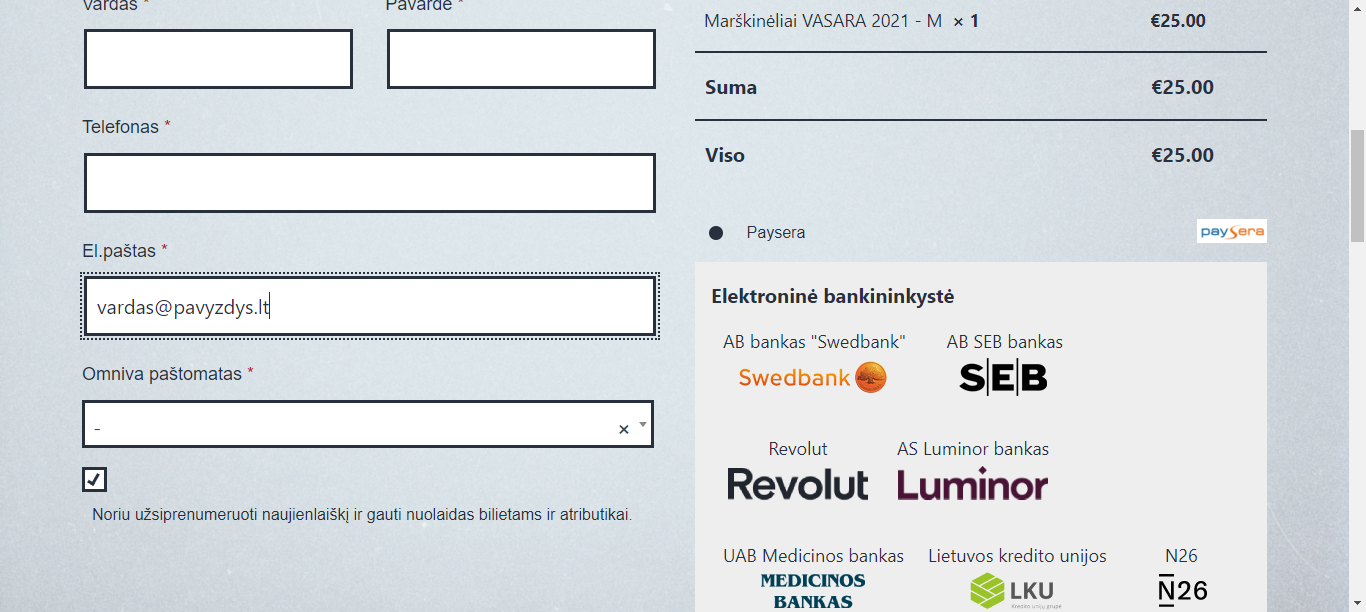 Vardas *
Pavardė *
Telefonas *
El.paštas *
vardas@pavyzdys.lt
Omniva paštomatas *
-
×
Noriu užsiprenumeruoti naujienlaiškį ir gauti nuolaidas bilietams ir atributikai.
Marškinėliai VASARA 2021 - M × 1 €25.00
Suma €25.00
Viso €25.00
Paysera paysera
Elektroninė bankininkystė
AB bankas "Swedbank" AB SEB bankas
Swedbank SEB
Revolut AS Luminor bankas
Revolut Luminor
UAB Medicinos bankas Lietuvos kredito unijos N26
MEDICINOS BANKAS LKU Kredito unijų grupė N26